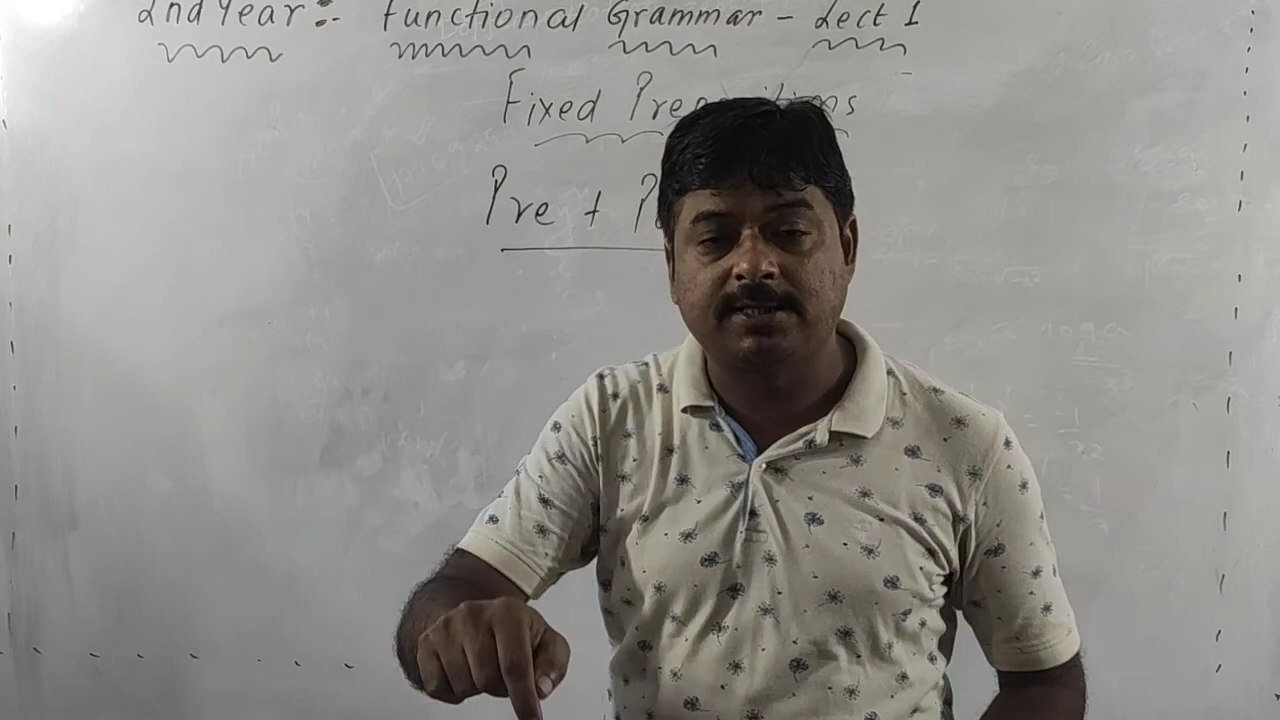 2nd Year :- Functional Grammar - Lect 1
Fixed
Pre +